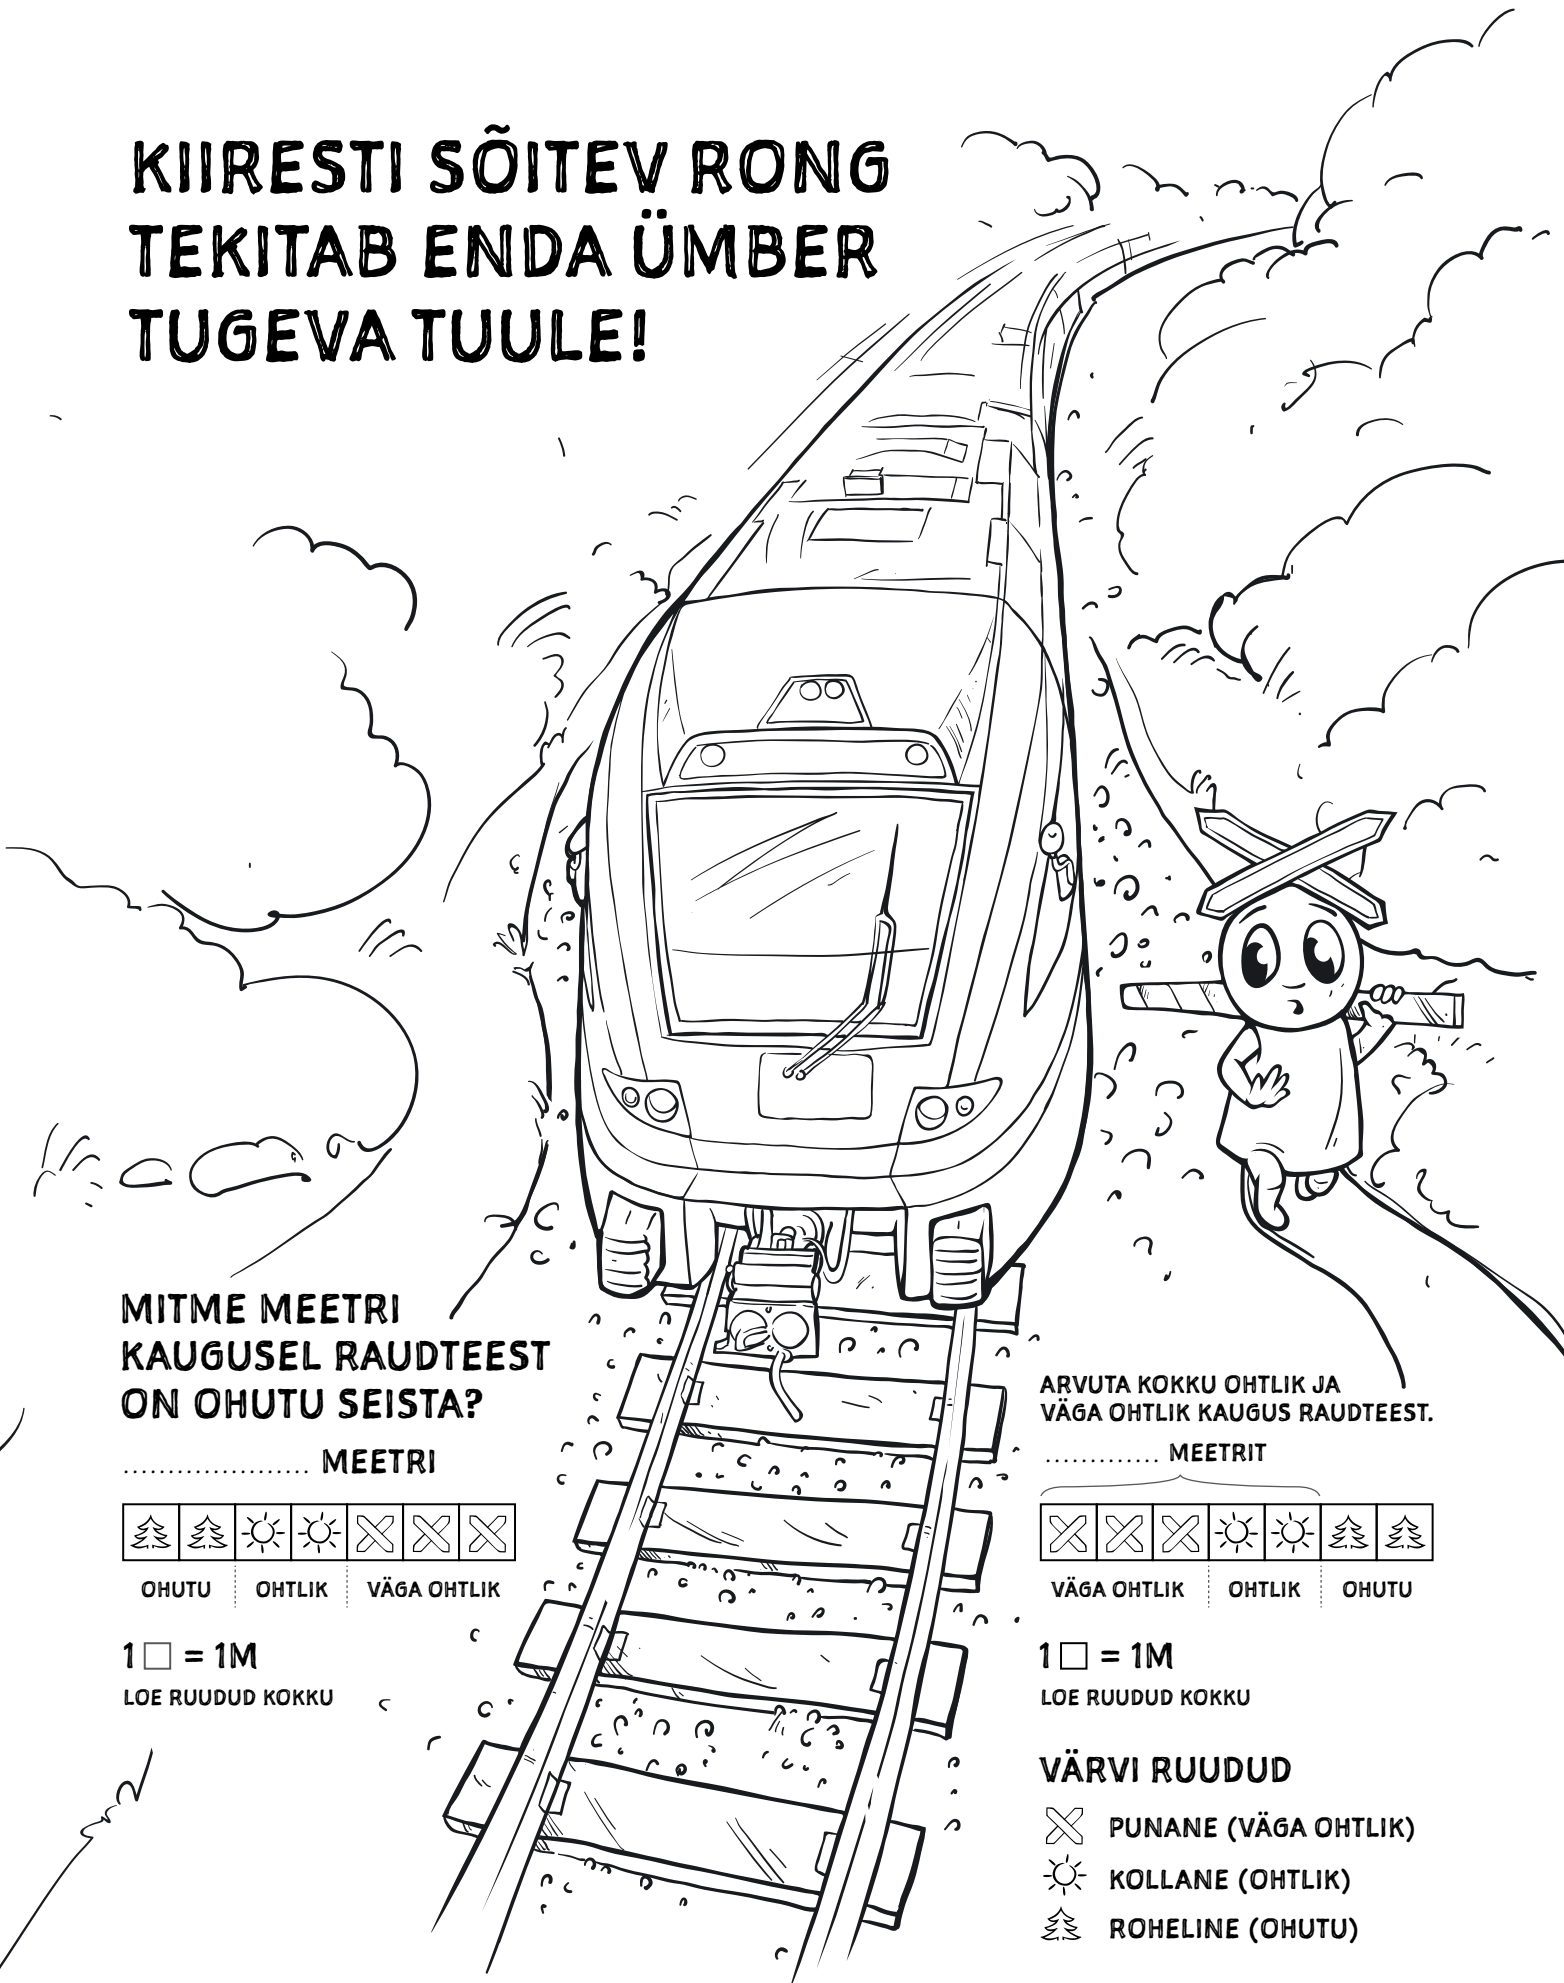 KIIRESTI SÕITEV RONG
TEKITAB ENDA ÜMBER
TUGEVA TUULE!
MITME MEETRI
KAUGUSEL RAUDTEEST
ON OHUTU SEISTA?
..................... MEETRI
OHUTU OHTLIK VÄGA OHTLIK
1 □ = 1M
LOE RUUDUD KOKKU
ARVUTA KOKKU OHTLIK JA
VÄGA OHTLIK KAUGUS RAUDTEEST.
............. MEETRIT
VÄGA OHTLIK OHTLIK OHUTU
1 □ = 1M
LOE RUUDUD KOKKU
VÄRVI RUUDUD
PUNANE (VÄGA OHTLIK)
KOLLANE (OHTLIK)
ROHELINE (OHUTU)